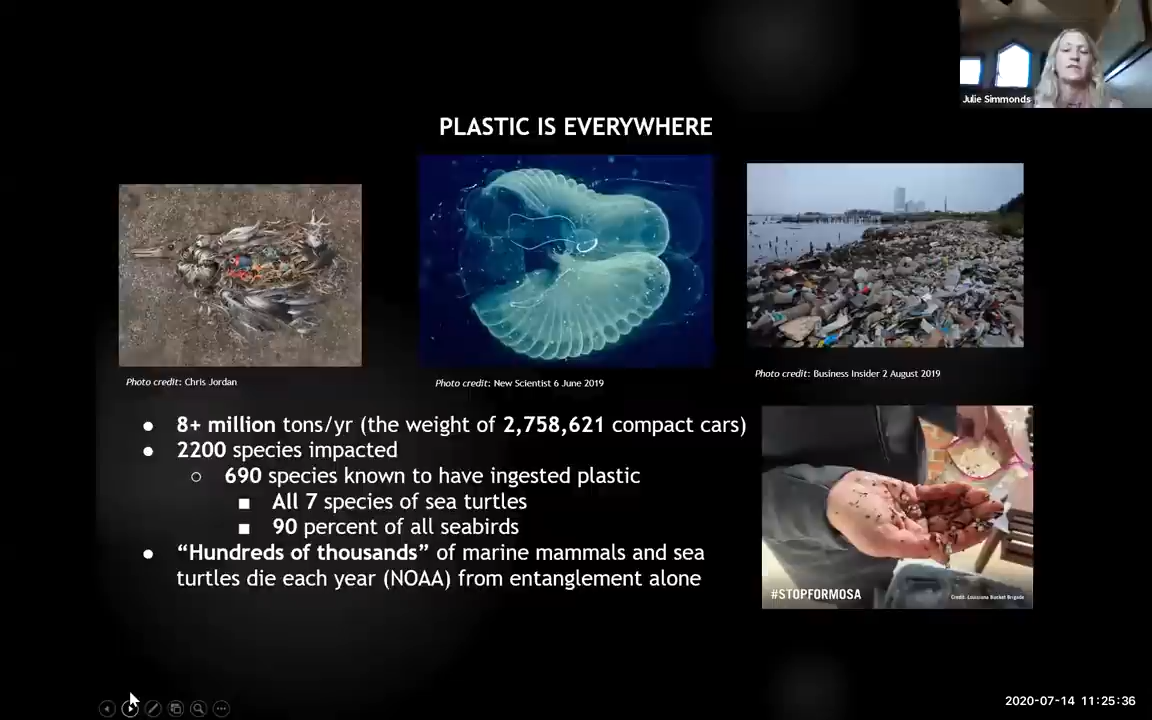 Julie Simmonds
PLASTIC IS EVERYWHERE
Photo credit: Chris Jordan
Photo credit: New Scientist 6 June 2019
Photo credit: Business Insider 2 August 2019
● 8+ million tons/yr (the weight of 2,758,621 compact cars)
● 2200 species impacted
○ 690 species known to have ingested plastic
■ All 7 species of sea turtles
■ 90 percent of all seabirds
● “Hundreds of thousands” of marine mammals and sea
turtles die each year (NOAA) from entanglement alone
#STOPFORMOSA
Credit: Louisiana Bucket Brigade
2020-07-14 11:25:36